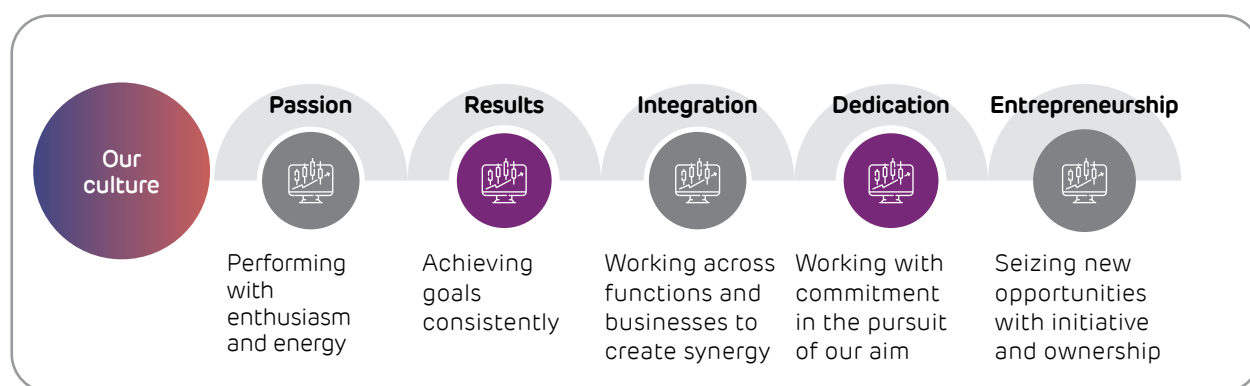 Our
culture
Passion
Performing
with
enthusiasm
and energy
Results
Achieving
goals
consistently
Integration
Working across
functions and
businesses to
create synergy
Dedication
Working with
commitment
in the pursuit
of our aim
Entrepreneurship
Seizing new
opportunities
with initiative
and ownership